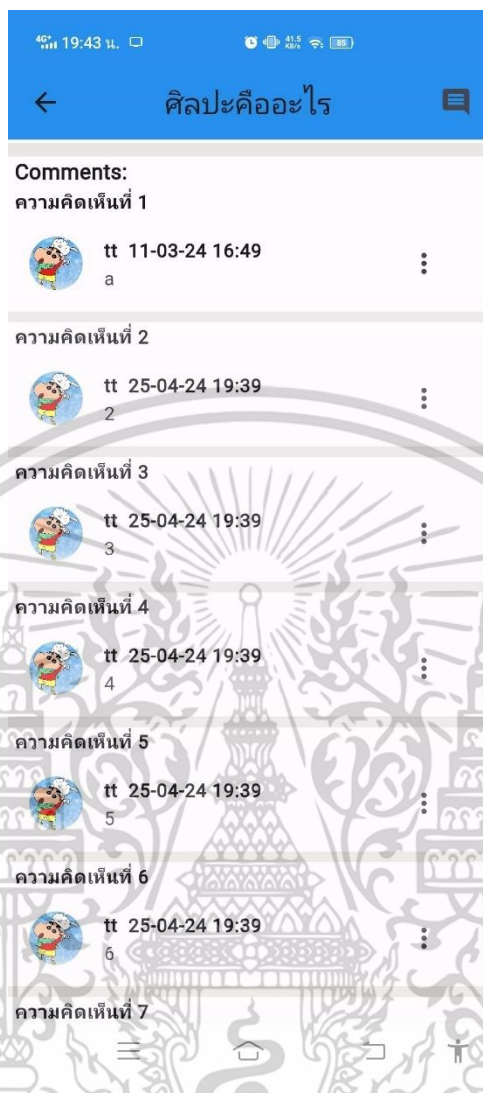 4G+ 19:43 น. 41.5 KB/s 85
ศิลปะคืออะไร
Comments:
ความคิดเห็นที่ 1
tt 11-03-24 16:49
a
ความคิดเห็นที่ 2
tt 25-04-24 19:39
2
ความคิดเห็นที่ 3
tt 25-04-24 19:39
3
ความคิดเห็นที่ 4
tt 25-04-24 19:39
4
ความคิดเห็นที่ 5
tt 25-04-24 19:39
5
ความคิดเห็นที่ 6
tt 25-04-24 19:39
6
ความคิดเห็นที่ 7